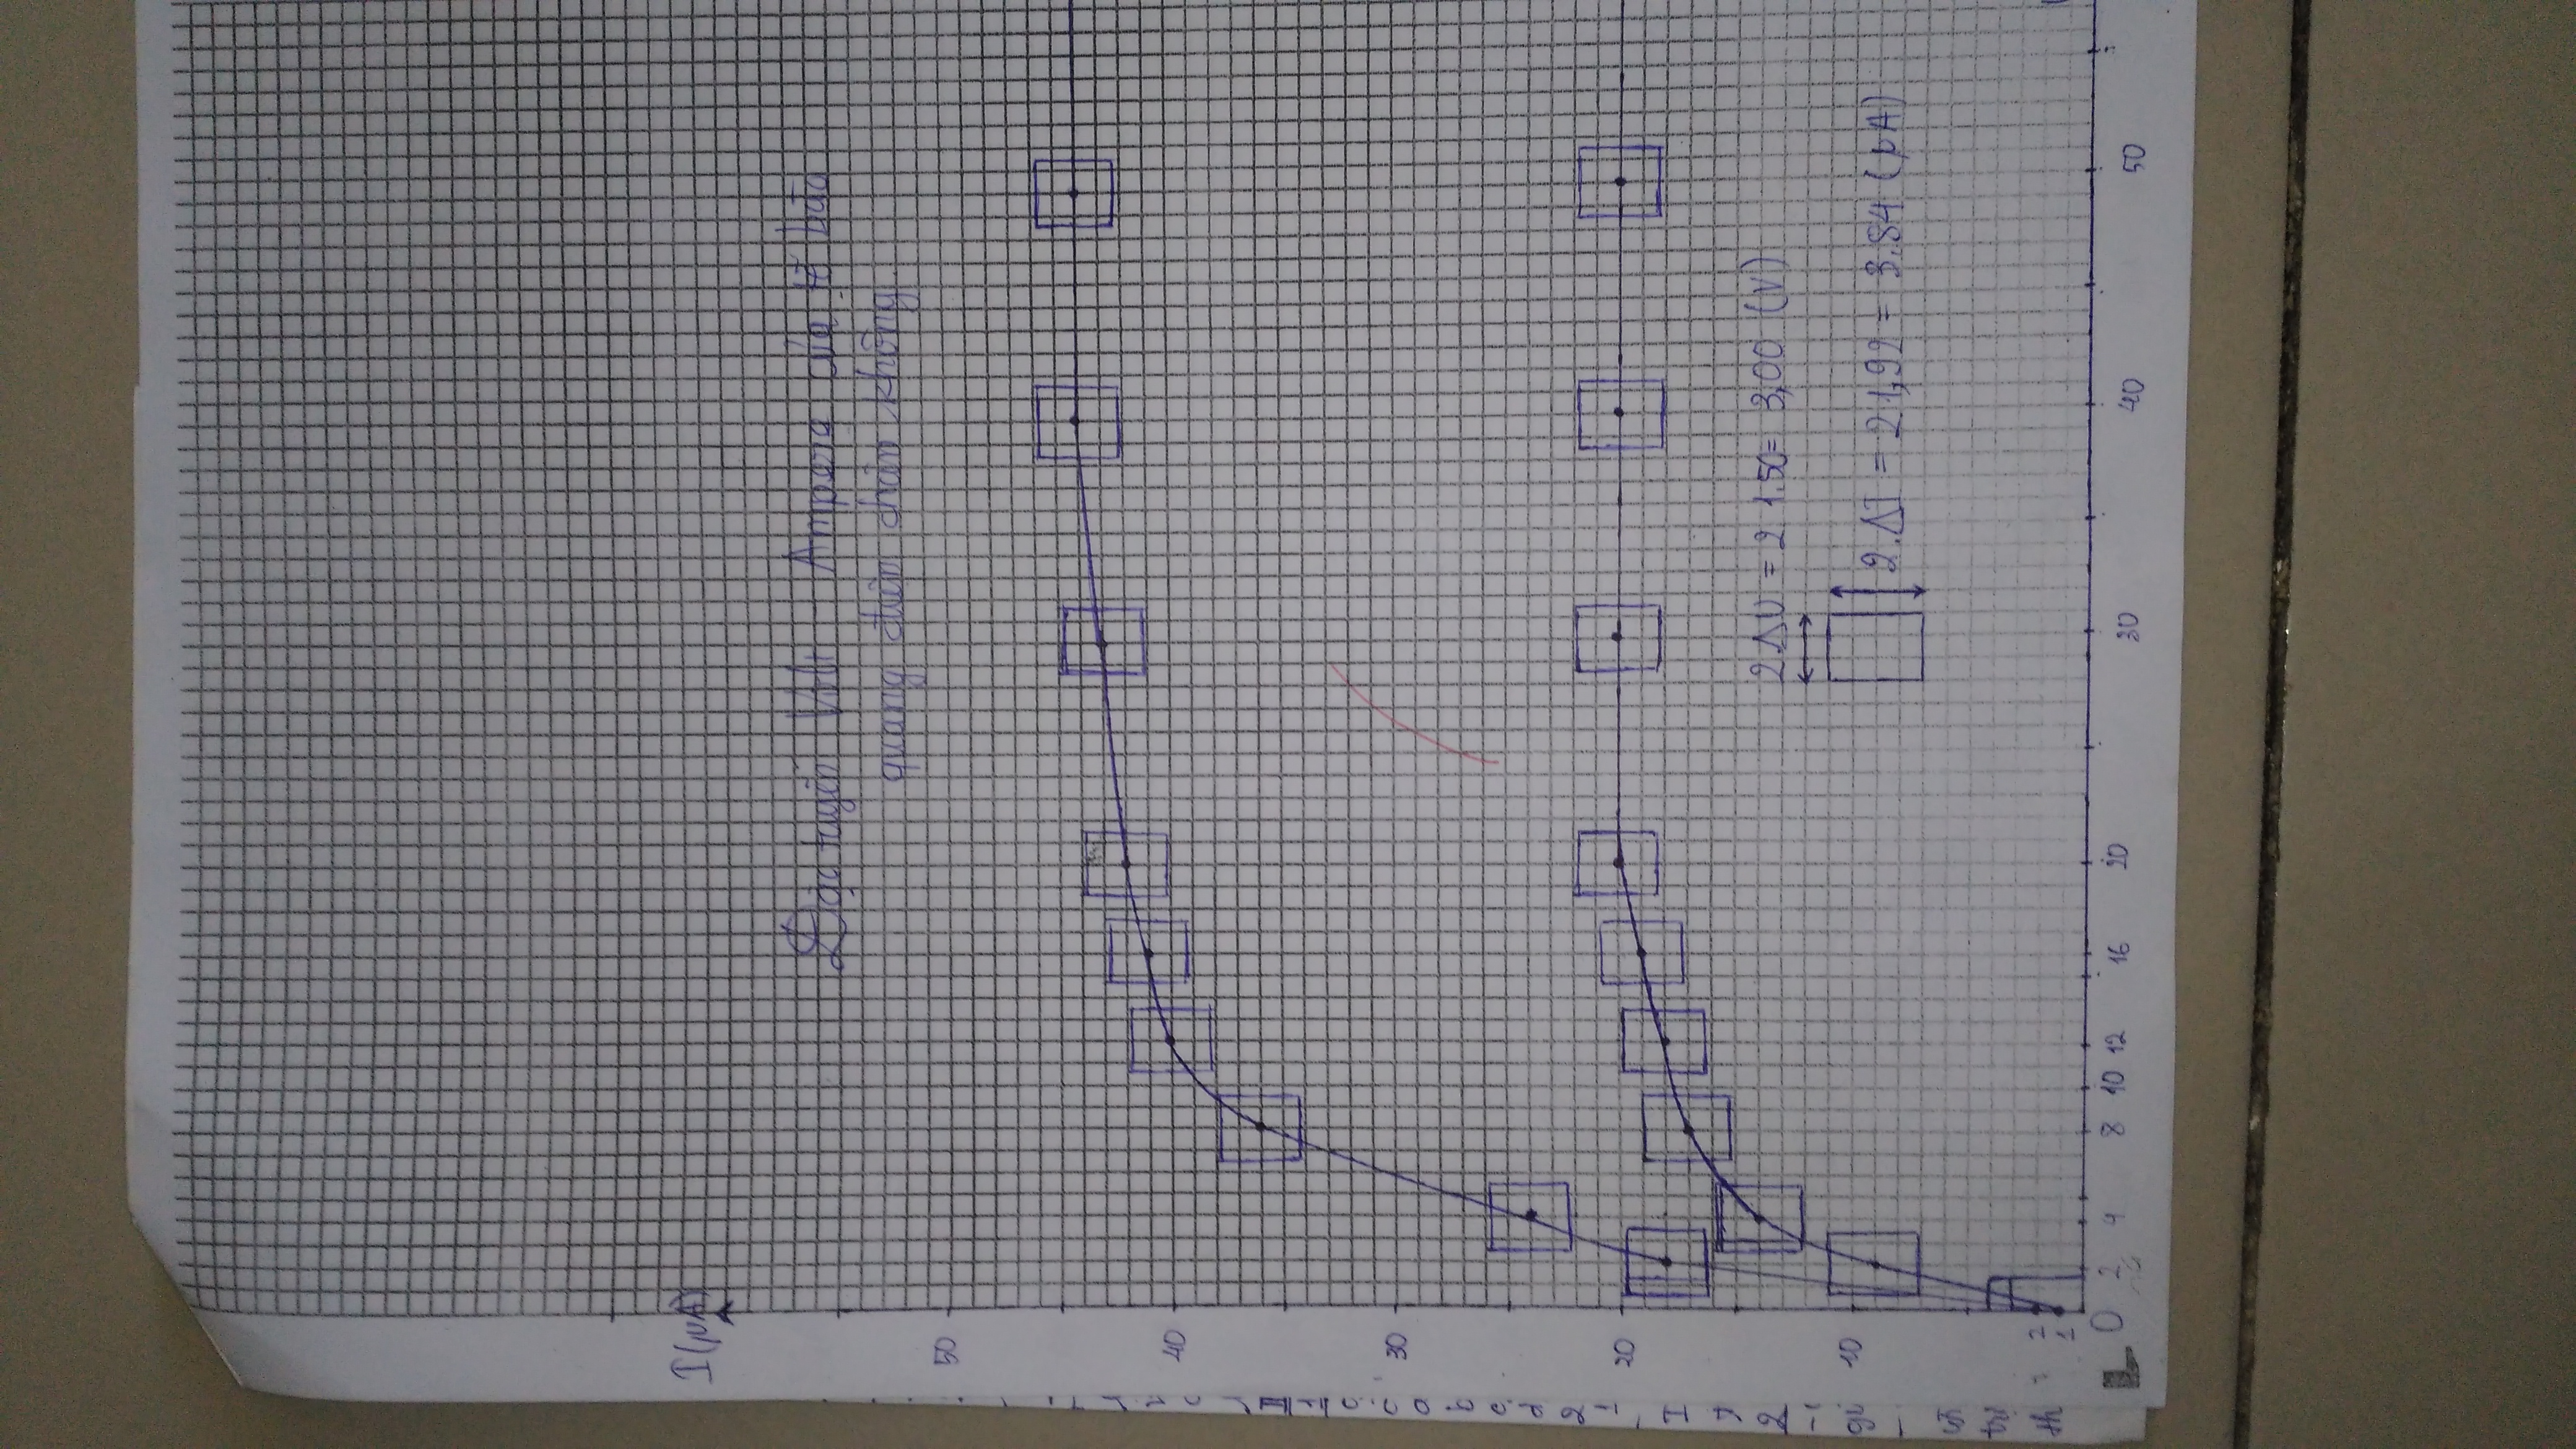 I(μA)
Đặc tuyến Volt - Ampere của tế bào
quang điện chân không
50
40
30
20
2.ΔU = 2.1.50= 3,00 (V)
10
2.ΔI = 2.1,92 = 3.84 (μA)
2
1
0 2 4 8 10 12 16 20 30 40 50